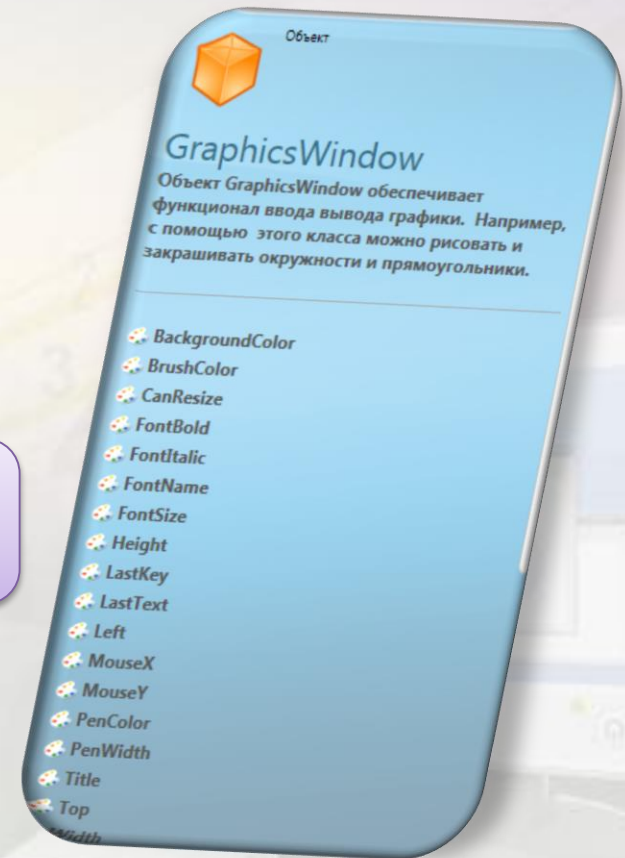 Объект
GraphicsWindow
Объект GraphicsWindow обеспечивает
функционал ввода вывода графики. Например,
с помощью этого класса можно рисовать и
закрашивать окружности и прямоугольники.
BackgroundColor
BrushColor
CanResize
FontBold
FontItalic
FontName
FontSize
Height
LastKey
LastText
Left
MouseX
MouseY
PenColor
PenWidth
Title
Top
Width